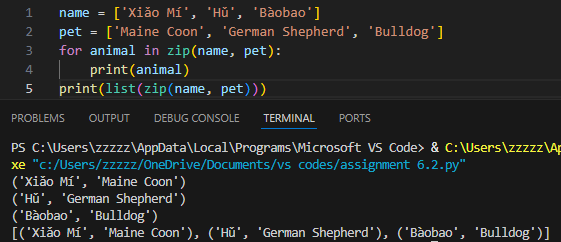 1 name = ['Xiǎo Mí', 'Hǔ', 'Bàobao']
2 pet = ['Maine Coon', 'German Shepherd', 'Bulldog']
3 for animal in zip(name, pet):
4 print(animal)
5 print(list(zip(name, pet)))
PROBLEMS OUTPUT DEBUG CONSOLE TERMINAL PORTS
PS C:\Users\zzzzz\AppData\Local\Programs\Microsoft VS Code> & C:\Users\zzzzz\Ap
xe "c:/Users/zzzzz/OneDrive/Documents/vs codes/assignment 6.2.py"
('Xiǎo Mí', 'Maine Coon')
('Hǔ', 'German Shepherd')
('Bàobao', 'Bulldog')
[('Xiǎo Mí', 'Maine Coon'), ('Hǔ', 'German Shepherd'), ('Bàobao', 'Bulldog')]